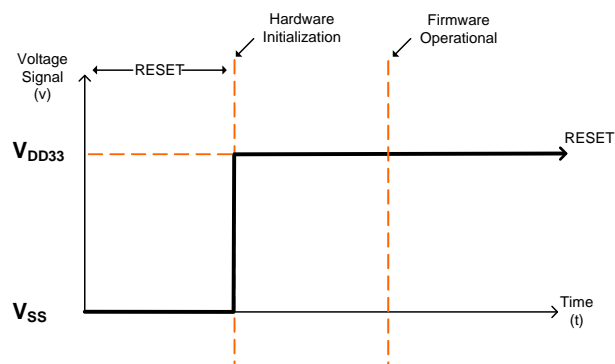 Hardware
Initialization
Firmware
Operational
Voltage
Signal
(v)
RESET
VDD33
RESET
VSS
Time
(t)